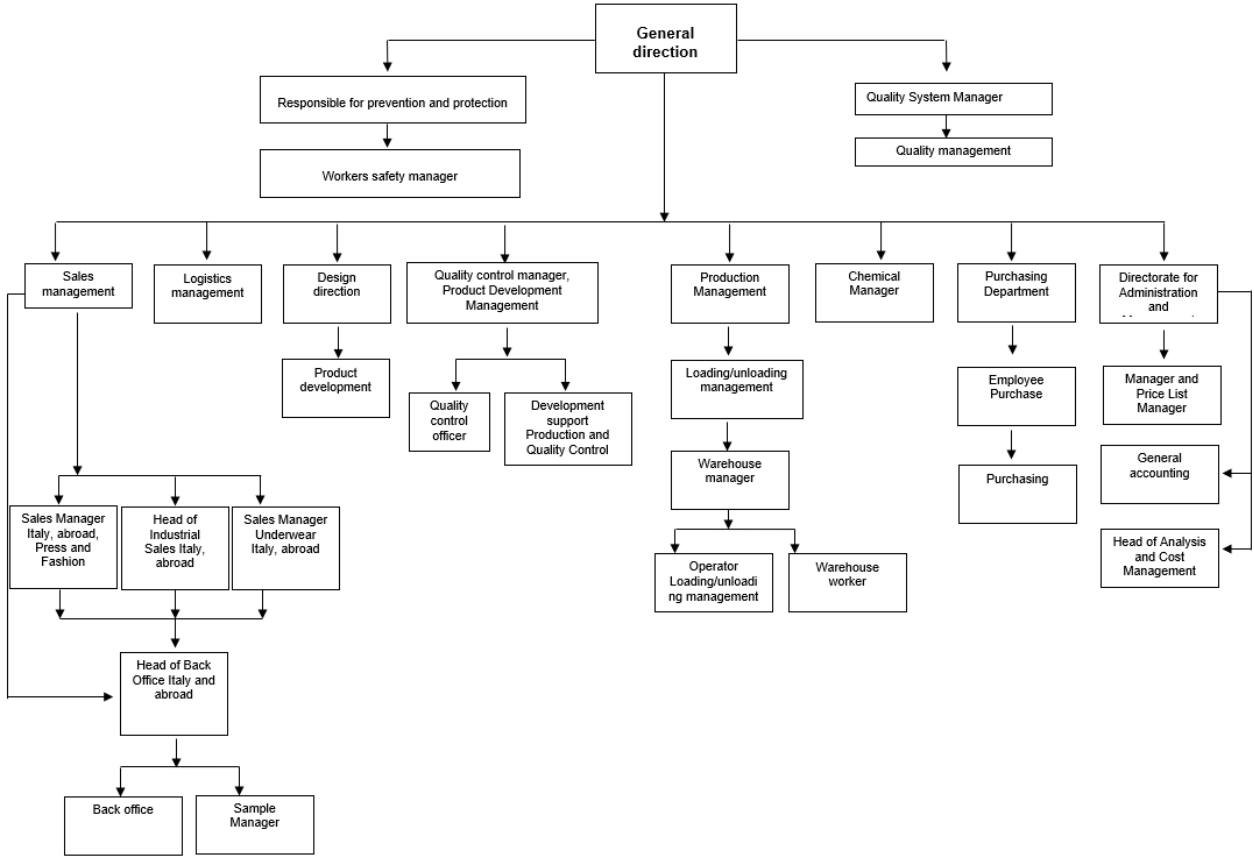 General
direction
Responsible for prevention and protection
Quality System Manager
Quality management
Workers safety manager
Sales
management
Logistics
management
Design
direction
Quality control manager,
Product Development
Management
Production
Management
Chemical
Manager
Purchasing
Department
Directorate for
Administration
and
Product
development
Loading/unloading
management
Employee
Purchase
Manager and
Price List
Manager
Quality
control
officer
Development
support
Production and
Quality Control
Warehouse
manager
Purchasing
General
accounting
Sales Manager
Italy, abroad,
Press and
Fashion
Head of
Industrial
Sales Italy,
abroad
Sales Manager
Underwear
Italy, abroad
Operator
Loading/unloadi
ng management
Warehouse
worker
Head of Analysis
and Cost
Management
Head of Back
Office Italy and
abroad
Back office
Sample
Manager